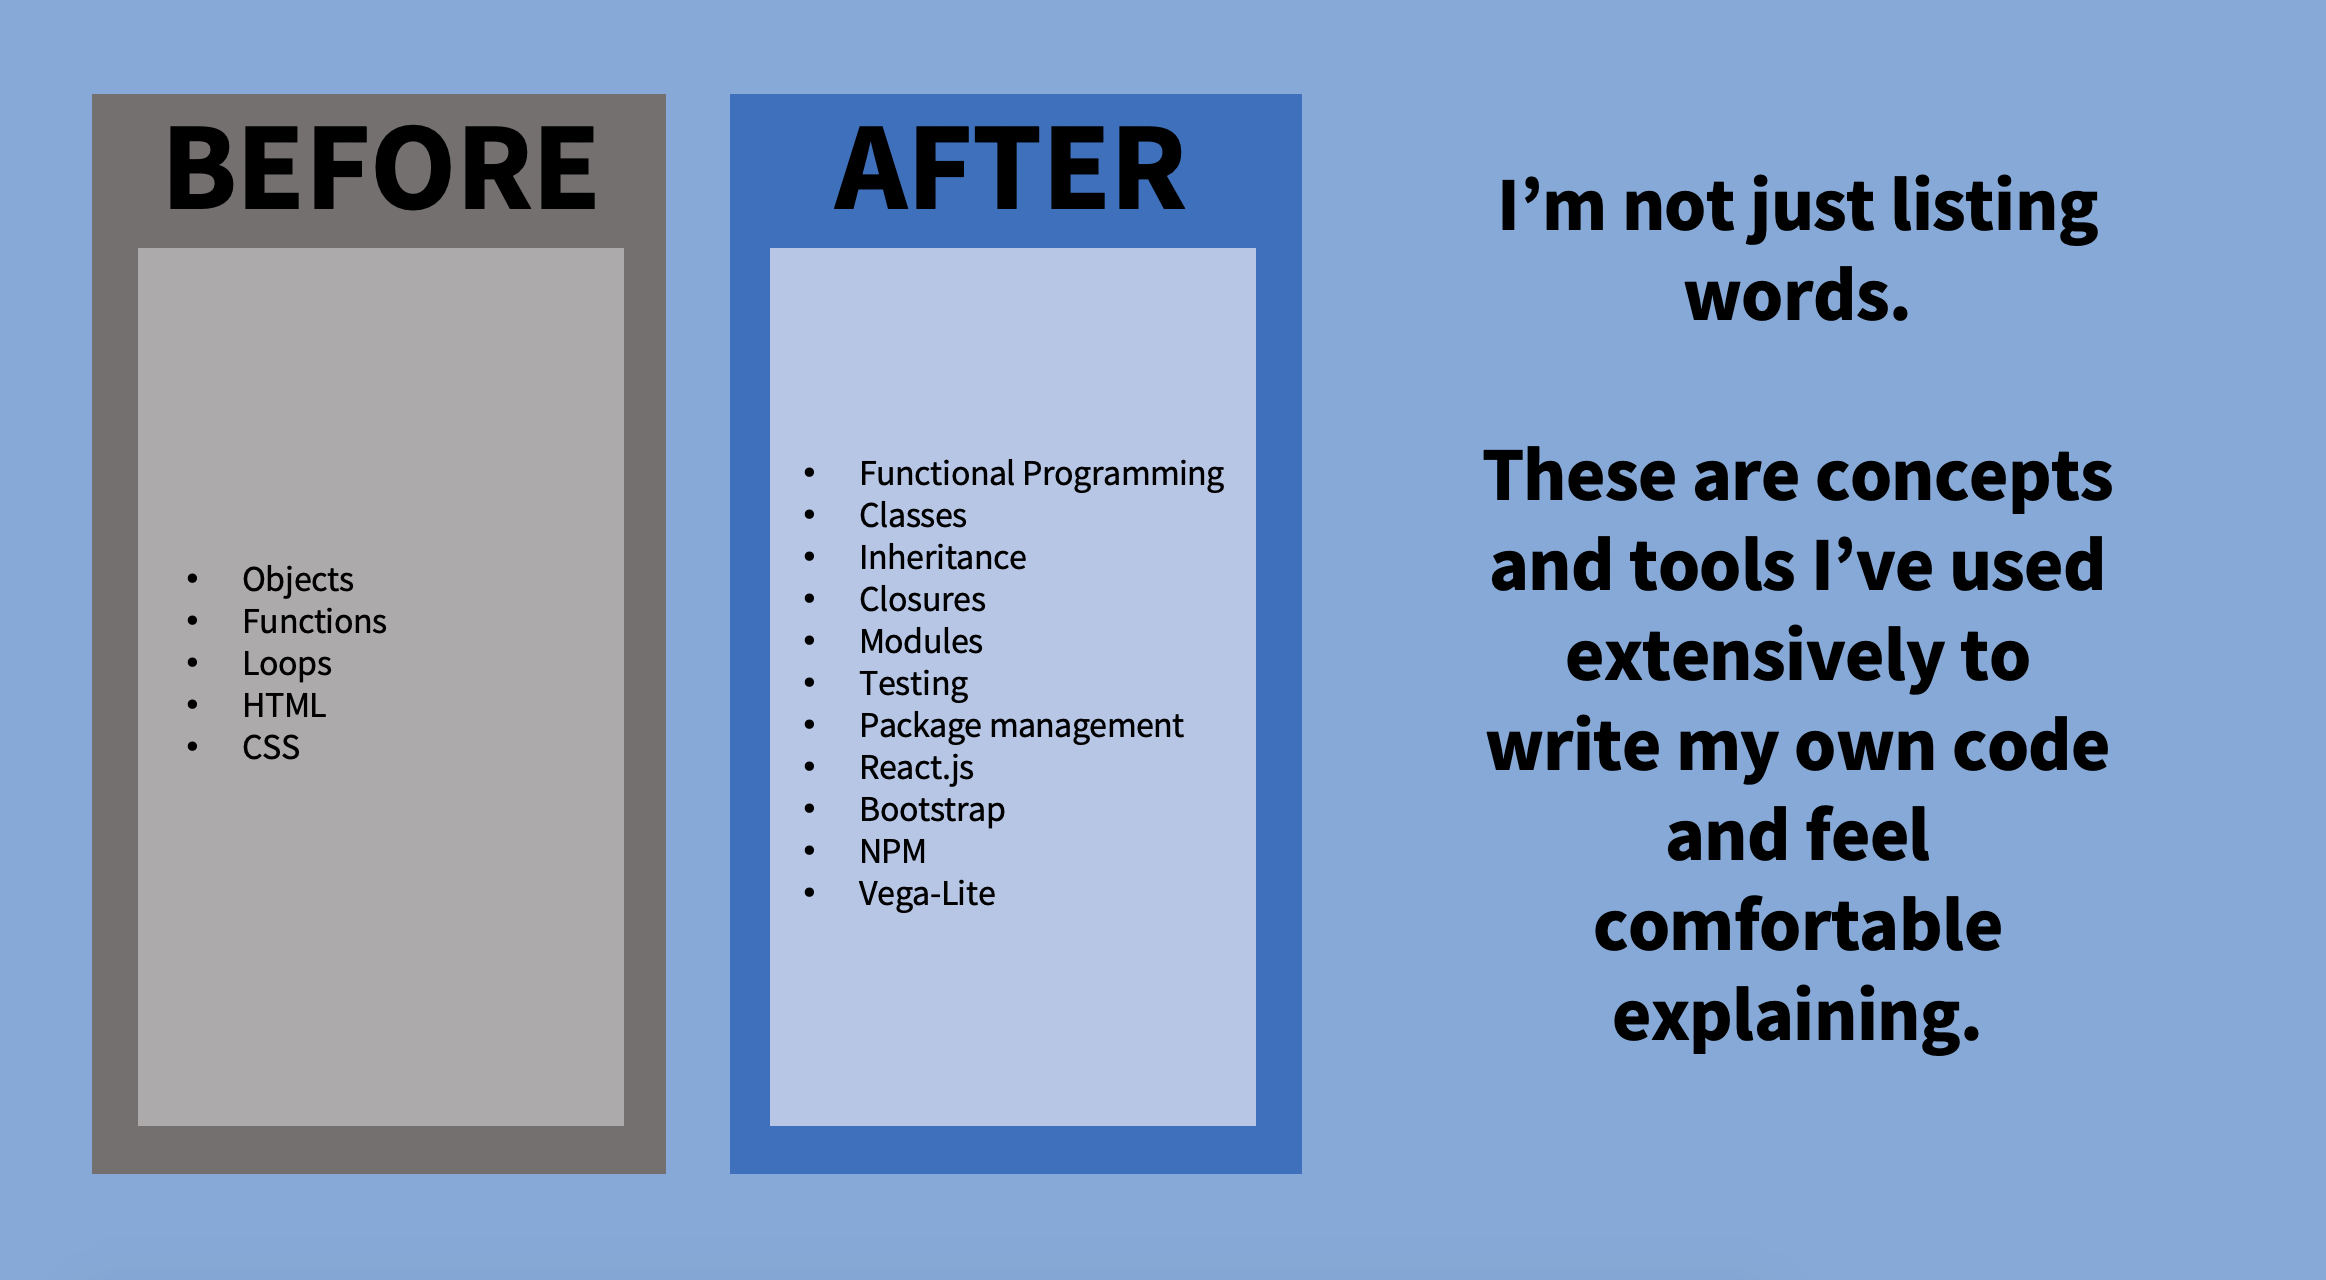 BEFORE
• Objects
• Functions
• Loops
• HTML
• CSS
AFTER
• Functional Programming
• Classes
• Inheritance
• Closures
• Modules
• Testing
• Package management
• React.js
• Bootstrap
• NPM
• Vega-Lite
I’m not just listing
words.
These are concepts
and tools I’ve used
extensively to
write my own code
and feel
comfortable
explaining.